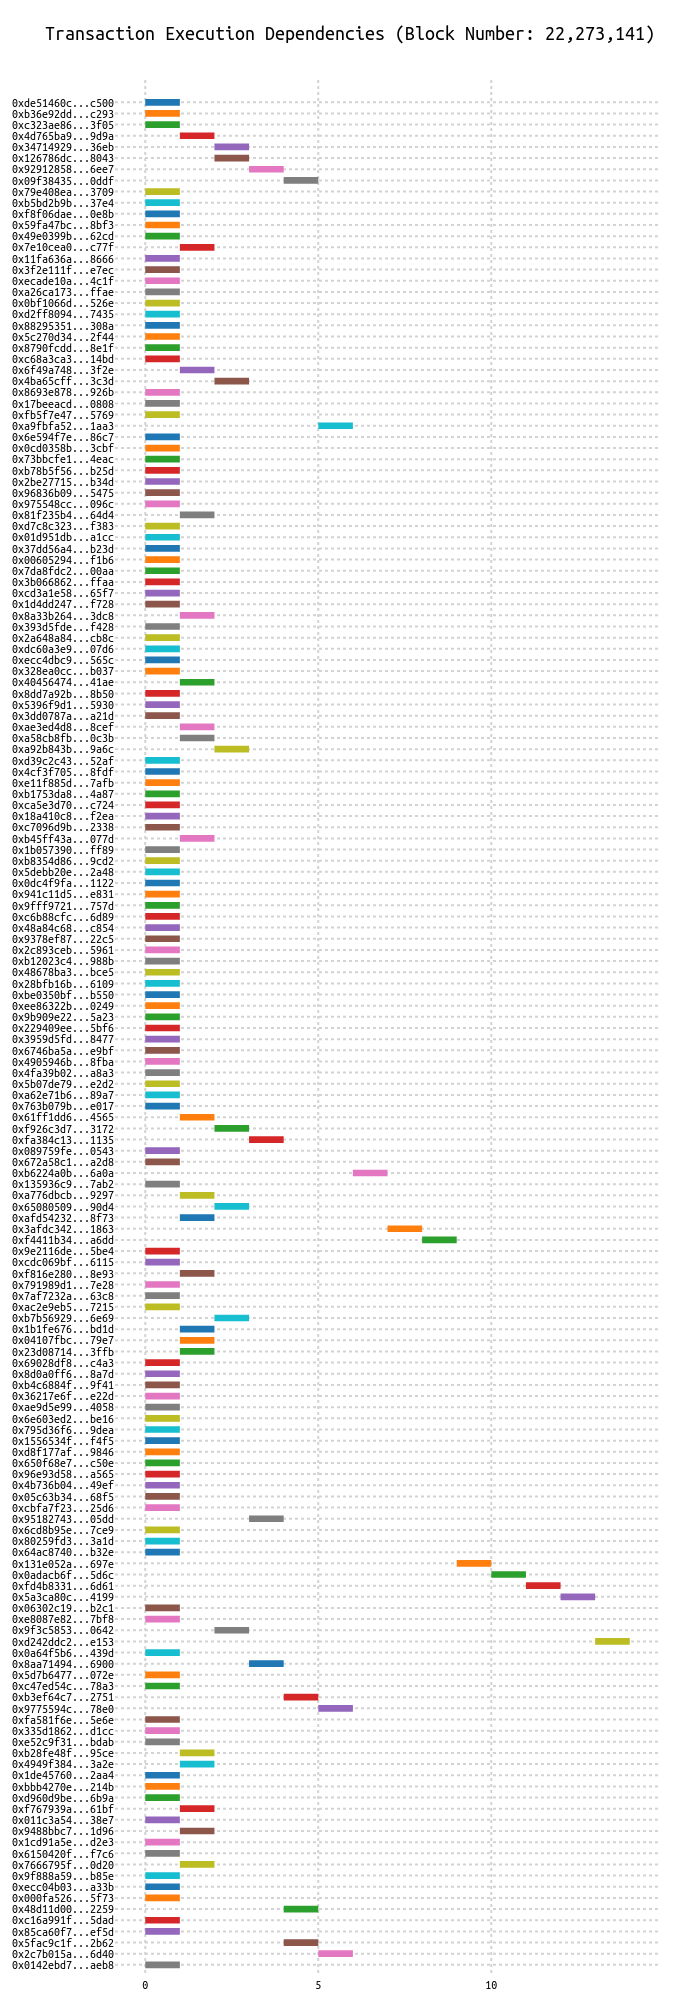 Transaction Execution Dependencies (Block Number: 22,273,141)
0xde51460c...c500
0xb36e92dd...c293
0xc323ae86...3f05
0x4d765ba9...9d9a
0x34714929...36eb
0x126786dc...8043
0x92912858...6ee7
0x09f38435...0ddf
0x79e408ea...3709
0xb5bd2b9b...37e4
0xf8f06dae...0e8b
0x59fa47bc...8bf3
0x49e0399b...62cd
0x7e10cea0...c77f
0x11fa636a...8666
0x3f2e111f...e7ec
0xecade10a...4c1f
0xa26ca173...ffae
0x0bf1066d...526e
0xd2ff8094...7435
0x88295351...308a
0x5c270d34...2f44
0x8790fcdd...8e1f
0xc68a3ca3...14bd
0x6f49a748...3f2e
0x4ba65cff...3c3d
0x8693e878...926b
0x17beeacd...0808
0xfb5f7e47...5769
0xa9fbfa52...1aa3
0x6e594f7e...86c7
0x0cd0358b...3cbf
0x73bbcfe1...4eac
0xb78b5f56...b25d
0x2be27715...b34d
0x96836b09...5475
0x975548cc...096c
0x81f235b4...64d4
0xd7c8c323...f383
0x01d951db...a1cc
0x37dd56a4...b23d
0x00605294...f1b6
0x7da8fdc2...00aa
0x3b066862...ffaa
0xcd3a1e58...65f7
0x1d4dd247...f728
0x8a33b264...3dc8
0x393d5fde...f428
0x2a648a84...cb8c
0xdc60a3e9...07d6
0xecc4dbc9...565c
0x328ea0cc...b037
0x40456474...41ae
0x8dd7a92b...8b50
0x5396f9d1...5930
0x3dd0787a...a21d
0xae3ed4d8...8cef
0xa58cb8fb...0c3b
0xa92b843b...9a6c
0xd39c2c43...52af
0x4cf3f705...8fdf
0xe11f885d...7afb
0xb1753da8...4a87
0xca5e3d70...c724
0x18a410c8...f2ea
0xc7096d9b...2338
0xb45ff43a...077d
0x1b057390...ff89
0xb8354d86...9cd2
0x5debb20e...2a48
0x0dc4f9fa...1122
0x941c11d5...e831
0x9fff9721...757d
0xc6b88cfc...6d89
0x48a84c68...c854
0x9378ef87...22c5
0x2c893ceb...5961
0xb12023c4...988b
0x48678ba3...bce5
0x28bfb16b...6109
0xbe0350bf...b550
0xee86322b...0249
0x9b909e22...5a23
0x229409ee...5bf6
0x3959d5fd...8477
0x6746ba5a...e9bf
0x4905946b...8fba
0x4fa39b02...a8a3
0x5b07de79...e2d2
0xa62e71b6...89a7
0x763b079b...e017
0x61ff1dd6...4565
0xf926c3d7...3172
0xfa384c13...1135
0x089759fe...0543
0x672a58c1...a2d8
0xb6224a0b...6a0a
0x135936c9...7ab2
0xa776dbcb...9297
0x65080509...90d4
0xafd54232...8f73
0x3afdc342...1863
0xf4411b34...a6dd
0x9e2116de...5be4
0xcdc069bf...6115
0xf816e280...8e93
0x791989d1...7e28
0x7af7232a...63c8
0xac2e9eb5...7215
0xb7b56929...6e69
0x1b1fe676...bd1d
0x04107fbc...79e7
0x23d08714...3ffb
0x69028df8...c4a3
0x8d0a0ff6...8a7d
0xb4c6884f...9f41
0x36217e6f...e22d
0xae9d5e99...4058
0x6e603ed2...be16
0x795d36f6...9dea
0x1556534f...f4f5
0xd8f177af...9846
0x650f68e7...c50e
0x96e93d58...a565
0x4b736b04...49ef
0x05c63b34...68f5
0xcbfa7f23...25d6
0x95182743...05dd
0x6cd8b95e...7ce9
0x80259fd3...3a1d
0x64ac8740...b32e
0x131e052a...697e
0x0adacb6f...5d6c
0xfd4b8331...6d61
0x5a3ca80c...4199
0x06302c19...b2c1
0xe8087e82...7bf8
0x9f3c5853...0642
0xd242ddc2...e153
0x0a64f5b6...439d
0x8aa71494...6900
0x5d7b6477...072e
0xc47ed54c...78a3
0xb3ef64c7...2751
0x9775594c...78e0
0xfa581f6e...5e6e
0x335d1862...d1cc
0xe52c9f31...bdab
0xb28fe48f...95ce
0x4949f384...3a2e
0x1de45760...2aa4
0xbbb4270e...214b
0xd960d9be...6b9a
0xf767939a...61bf
0x011c3a54...38e7
0x9488bbc7...1d96
0x1cd91a5e...d2e3
0x6150420f...f7c6
0x7666795f...0d20
0x9f888a59...b85e
0xecc04b03...a33b
0x000fa526...5f73
0x48d11d00...2259
0xc16a991f...5dad
0x85ca60f7...ef5d
0x5fac9c1f...2b62
0x2c7b015a...6d40
0x0142ebd7...aeb8
0 5 10